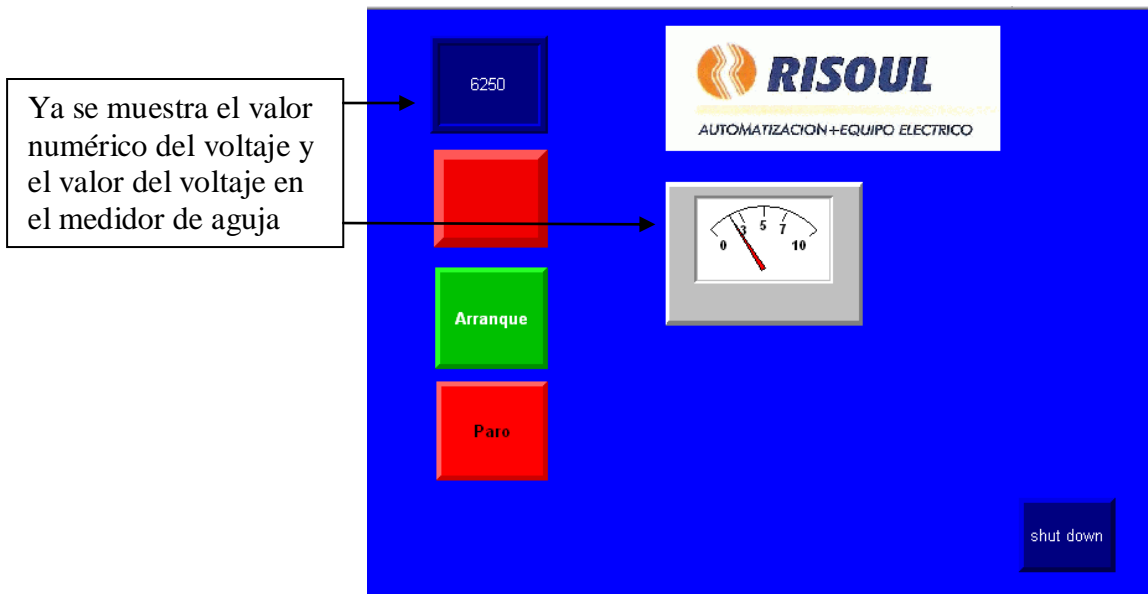 Ya se muestra el valor
numérico del voltaje y
el valor del voltaje en
el medidor de aguja
6250
RISOUL
AUTOMATIZACION+EQUIPO ELECTRICO
0 3 5 7 10
Arranque
Paro
shut down